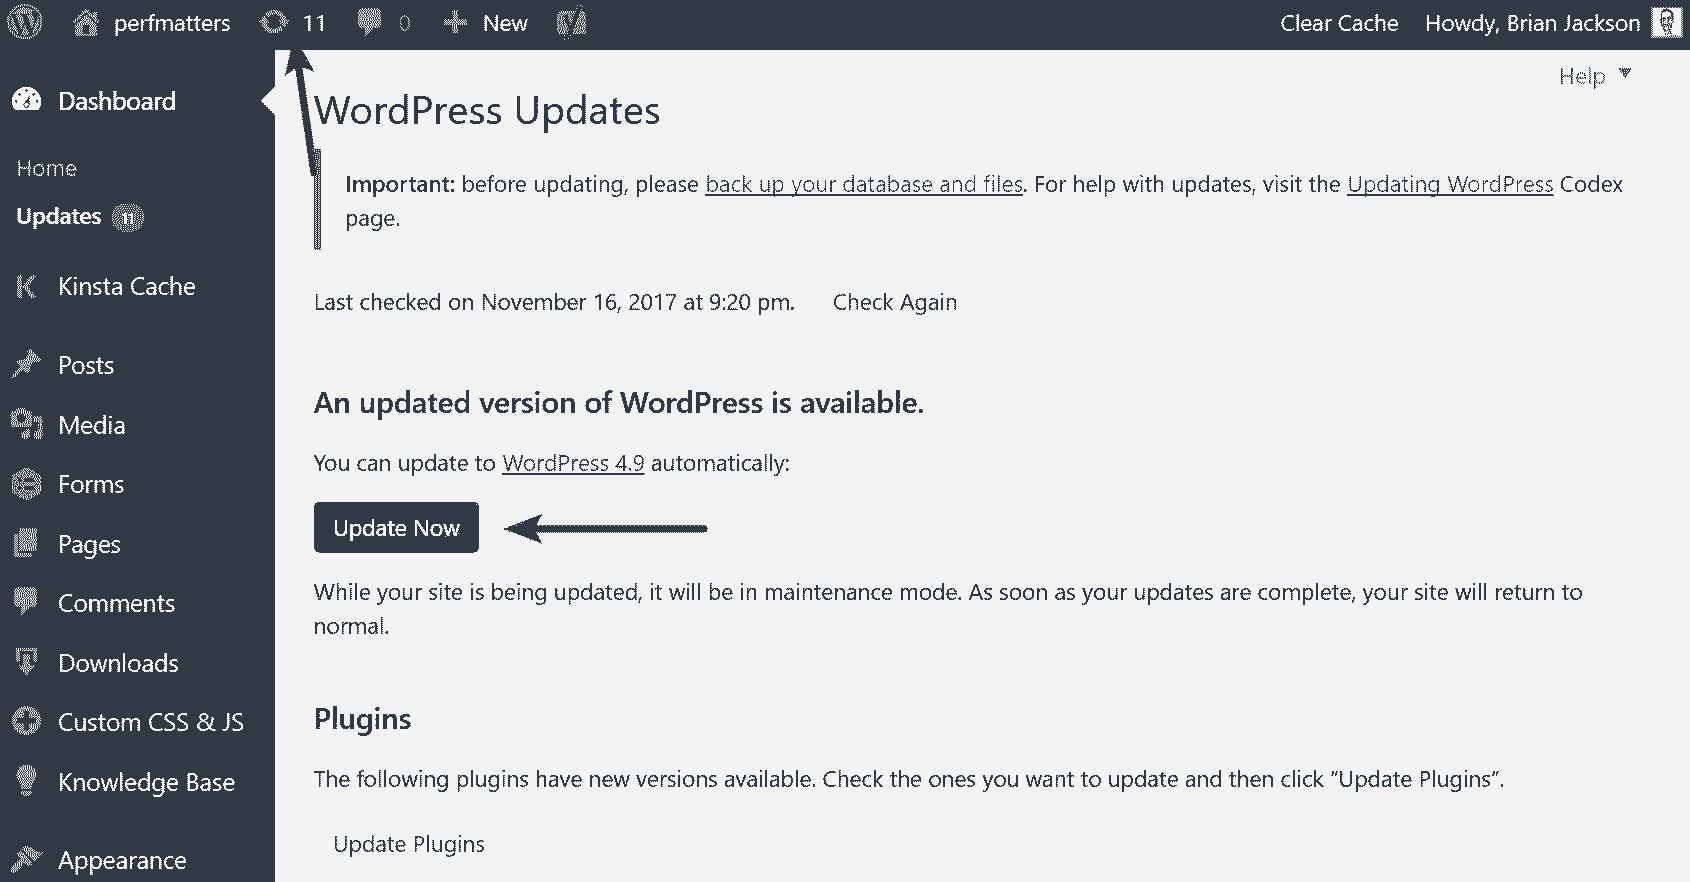 perfmatters 11 0 New Clear Cache Howdy, Brian Jackson
Help
Dashboard
Home
Updates 11
Kinsta Cache
Posts
Media
Forms
Pages
Comments
Downloads
Custom CSS & JS
Knowledge Base
Appearance
WordPress Updates
Important: before updating, please back up your database and files. For help with updates, visit the Updating WordPress Codex
page.
Last checked on November 16, 2017 at 9:20 pm. Check Again
An updated version of WordPress is available.
You can update to WordPress 4.9 automatically:
Update Now
While your site is being updated, it will be in maintenance mode. As soon as your updates are complete, your site will return to
normal.
Plugins
The following plugins have new versions available. Check the ones you want to update and then click “Update Plugins”.
Update Plugins